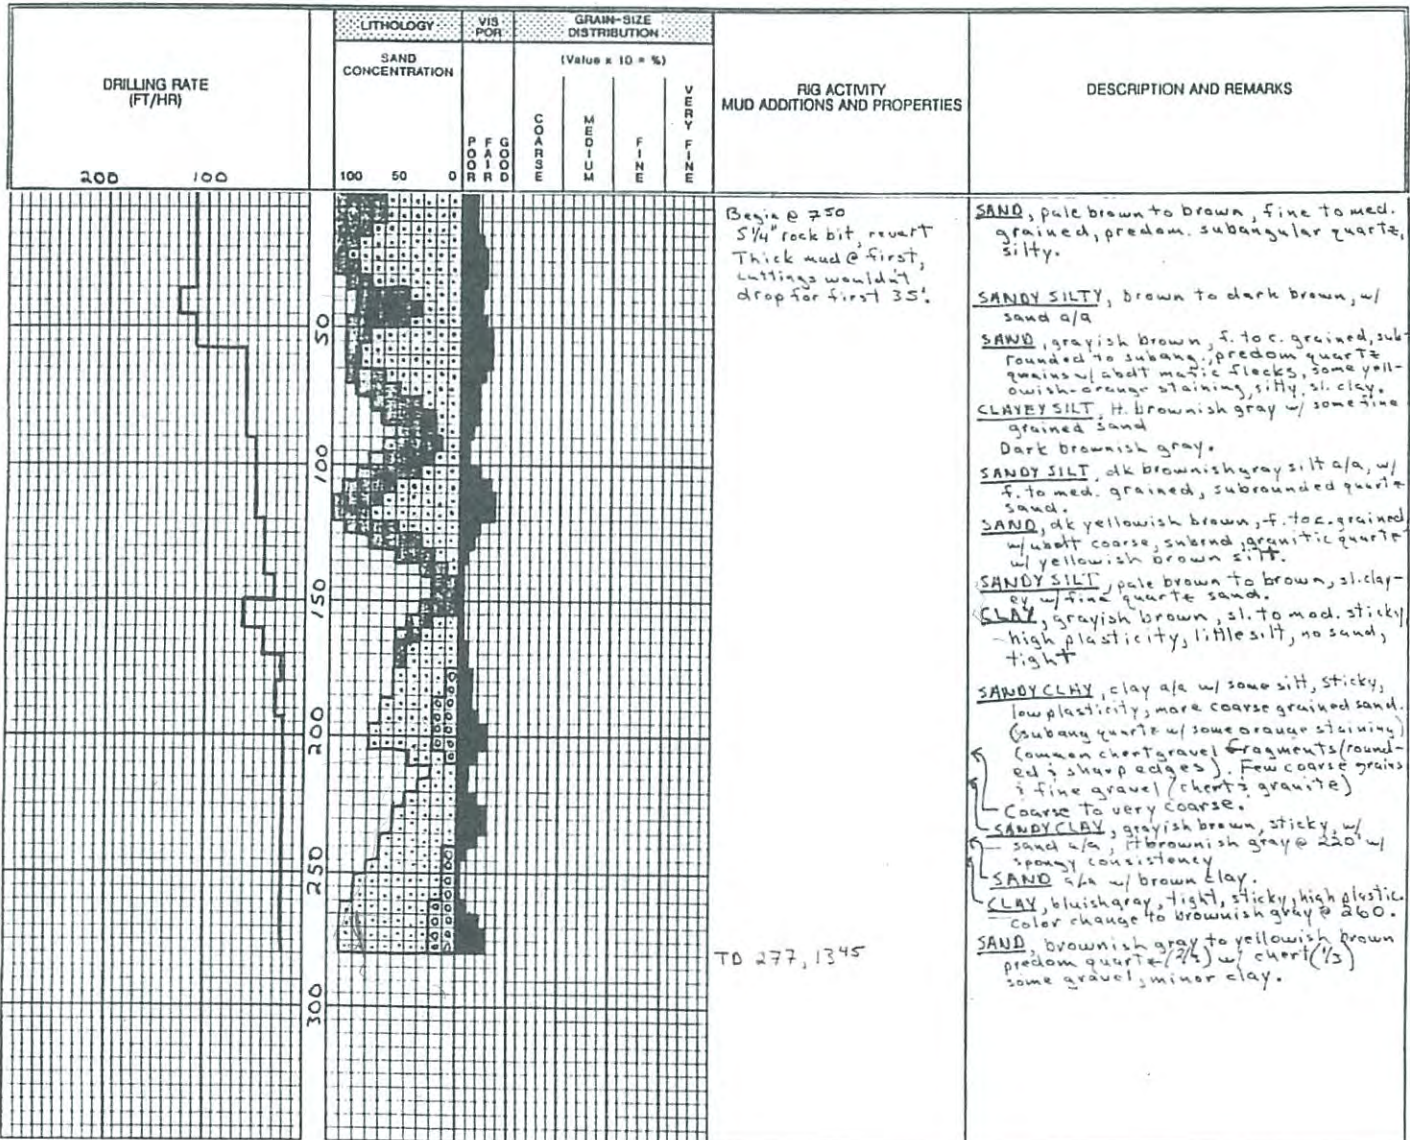 LITHOLOGY
VIS POR
GRAIN-SIZE DISTRIBUTION
DRILLING RATE
(FT/HR)
SAND CONCENTRATION
(Value x 10 = %)
RIG ACTIVITY
MUD ADDITIONS AND PROPERTIES
DESCRIPTION AND REMARKS
POOR
FAIR
GOOD
COARSE
MEDIUM
FINE
VERY FINE
200 100
100 50 0
50
100
150
200
250
300
Begin @ 750
5 1/4" rock bit, revert
Thick mud @ first,
cuttings wouldn't
drop for first 35'.
TD 277, 1345
SAND, pale brown to brown, fine to med.
grained, predom. subangular quartz,
silty.
SANDY SILTY, brown to dark brown, w/
sand a/a
SAND, grayish brown, f. to c. grained, sub-
rounded to subang., predom quartz
grains w/ abdt mafic flecks, some yell-
owish-orange staining, silty, sl. clay.
CLAYEY SILT, lt. brownish gray w/ some fine
grained sand
Dark brownish gray.
SANDY SILT, dk brownish gray silt a/a, w/
f. to med. grained, subrounded quartz
sand.
SAND, dk yellowish brown, f. to c. grained
w/ abdt coarse, subrnd, granitic quartz
w/ yellowish brown silt.
SANDY SILT, pale brown to brown, sl. clay-
ey w/ fine quartz sand.
CLAY, grayish brown, sl. to mod. sticky,
high plasticity, little silt, no sand,
tight
SANDY CLAY, clay a/a w/ some silt, sticky,
low plasticity, more coarse grained sand.
(subang quartz w/ some orange staining)
Common chert gravel fragments (round-
ed & sharp edges). Few coarse grains
& fine gravel (chert & granite)
Coarse to very coarse.
SANDY CLAY, grayish brown, sticky, w/
sand a/a, lt brownish gray @ 220' w/
spongy consistency
SAND a/a w/ brown clay.
CLAY, bluish gray, tight, sticky, high plastic.
color change to brownish gray @ 260.
SAND, brownish gray to yellowish brown
predom quartz (2/3) w/ chert (1/3)
some gravel, minor clay.